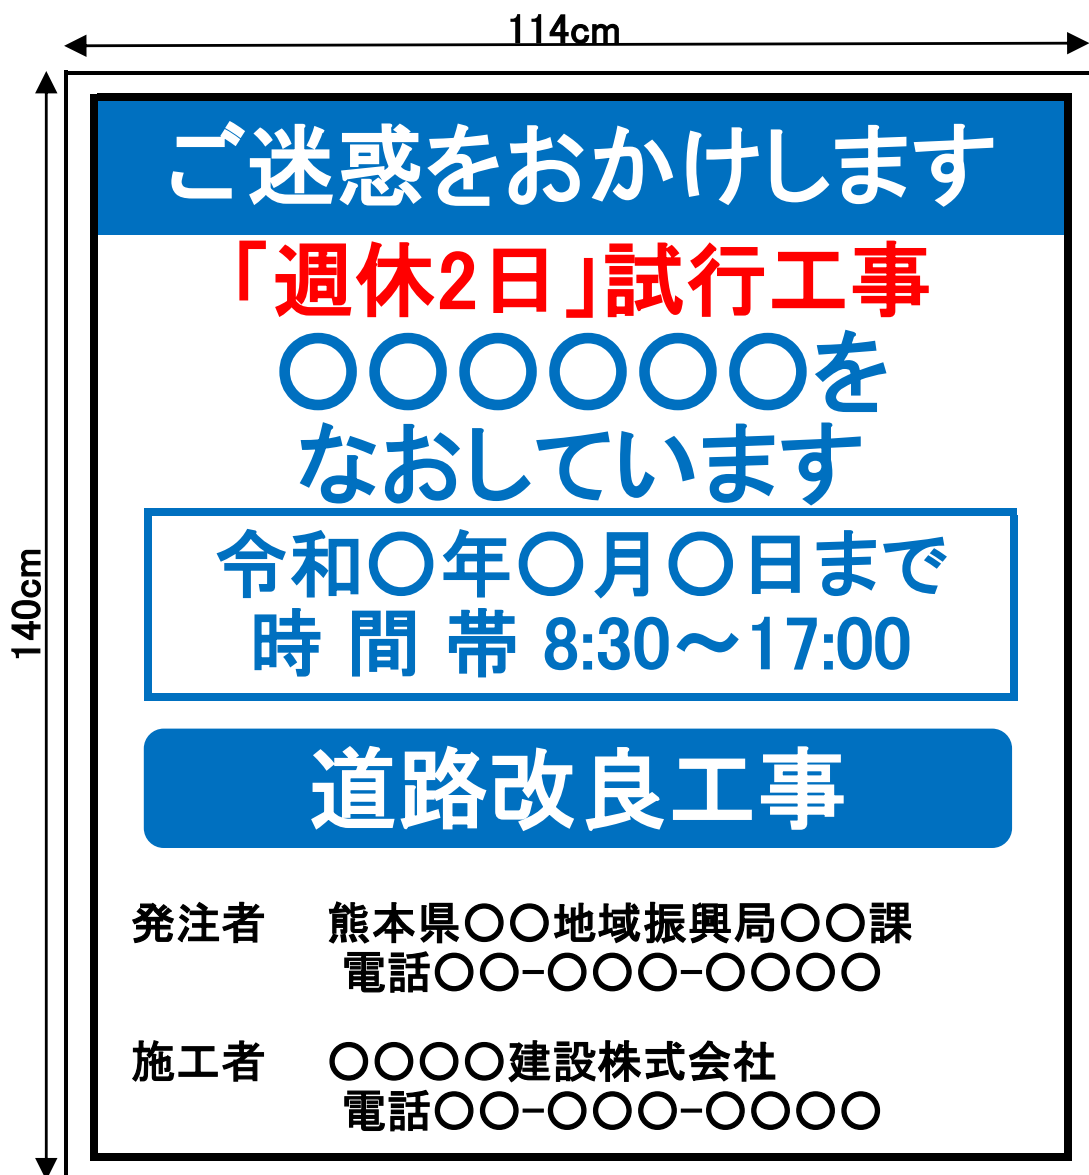 114cm
140cm
ご迷惑をおかけします
「週休2日」試行工事
〇〇〇〇〇〇を
なおしています
令和〇年〇月〇日まで
時間帯 8:30～17:00
道路改良工事
発注者 熊本県〇〇地域振興局〇〇課
電話〇〇-〇〇〇-〇〇〇〇
施工者 〇〇〇〇建設株式会社
電話〇〇-〇〇〇-〇〇〇〇